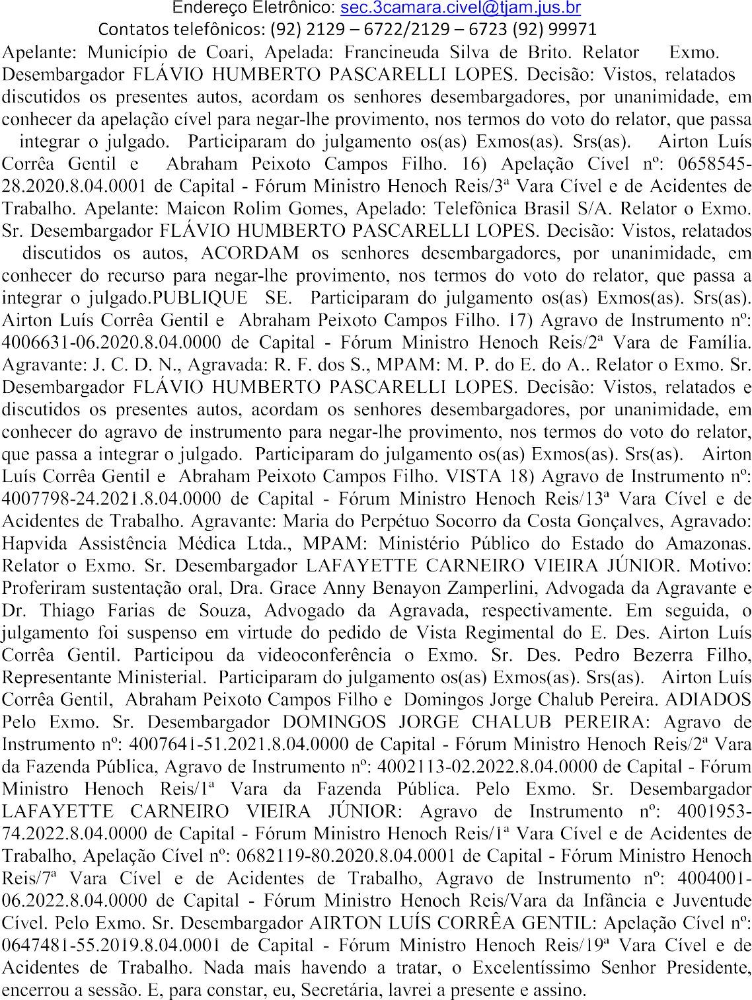 Endereço Eletrônico: sec.3camara.civel@tjam.jus.br
Contatos telefônicos: (92) 2129 – 6722/2129 – 6723 (92) 99971
Apelante: Município de Coari, Apelada: Francineuda Silva de Brito. Relator Exmo.
Desembargador FLÁVIO HUMBERTO PASCARELLI LOPES. Decisão: Vistos, relatados
discutidos os presentes autos, acordam os senhores desembargadores, por unanimidade, em
conhecer da apelação cível para negar-lhe provimento, nos termos do voto do relator, que passa
integrar o julgado. Participaram do julgamento os(as) Exmos(as). Srs(as). Airton Luís
Corrêa Gentil e Abraham Peixoto Campos Filho. 16) Apelação Cível nº: 0658545-
28.2020.8.04.0001 de Capital - Fórum Ministro Henoch Reis/3ª Vara Cível e de Acidentes de
Trabalho. Apelante: Maicon Rolim Gomes, Apelado: Telefônica Brasil S/A. Relator o Exmo.
Sr. Desembargador FLÁVIO HUMBERTO PASCARELLI LOPES. Decisão: Vistos, relatados
discutidos os autos, ACORDAM os senhores desembargadores, por unanimidade, em
conhecer do recurso para negar-lhe provimento, nos termos do voto do relator, que passa a
integrar o julgado.PUBLIQUE SE. Participaram do julgamento os(as) Exmos(as). Srs(as).
Airton Luís Corrêa Gentil e Abraham Peixoto Campos Filho. 17) Agravo de Instrumento nº:
4006631-06.2020.8.04.0000 de Capital - Fórum Ministro Henoch Reis/2ª Vara de Família.
Agravante: J. C. D. N., Agravada: R. F. dos S., MPAM: M. P. do E. do A.. Relator o Exmo. Sr.
Desembargador FLÁVIO HUMBERTO PASCARELLI LOPES. Decisão: Vistos, relatados e
discutidos os presentes autos, acordam os senhores desembargadores, por unanimidade, em
conhecer do agravo de instrumento para negar-lhe provimento, nos termos do voto do relator,
que passa a integrar o julgado. Participaram do julgamento os(as) Exmos(as). Srs(as). Airton
Luís Corrêa Gentil e Abraham Peixoto Campos Filho. VISTA 18) Agravo de Instrumento nº:
4007798-24.2021.8.04.0000 de Capital - Fórum Ministro Henoch Reis/13ª Vara Cível e de
Acidentes de Trabalho. Agravante: Maria do Perpétuo Socorro da Costa Gonçalves, Agravado:
Hapvida Assistência Médica Ltda., MPAM: Ministério Público do Estado do Amazonas.
Relator o Exmo. Sr. Desembargador LAFAYETTE CARNEIRO VIEIRA JÚNIOR. Motivo:
Proferiram sustentação oral, Dra. Grace Anny Benayon Zamperlini, Advogada da Agravante e
Dr. Thiago Farias de Souza, Advogado da Agravada, respectivamente. Em seguida, o
julgamento foi suspenso em virtude do pedido de Vista Regimental do E. Des. Airton Luís
Corrêa Gentil. Participou da videoconferência o Exmo. Sr. Des. Pedro Bezerra Filho,
Representante Ministerial. Participaram do julgamento os(as) Exmos(as). Srs(as). Airton Luís
Corrêa Gentil, Abraham Peixoto Campos Filho e Domingos Jorge Chalub Pereira. ADIADOS
Pelo Exmo. Sr. Desembargador DOMINGOS JORGE CHALUB PEREIRA: Agravo de
Instrumento nº: 4007641-51.2021.8.04.0000 de Capital - Fórum Ministro Henoch Reis/2ª Vara
da Fazenda Pública, Agravo de Instrumento nº: 4002113-02.2022.8.04.0000 de Capital - Fórum
Ministro Henoch Reis/1ª Vara da Fazenda Pública. Pelo Exmo. Sr. Desembargador
LAFAYETTE CARNEIRO VIEIRA JÚNIOR: Agravo de Instrumento nº: 4001953-
74.2022.8.04.0000 de Capital - Fórum Ministro Henoch Reis/1ª Vara Cível e de Acidentes de
Trabalho, Apelação Cível nº: 0682119-80.2020.8.04.0001 de Capital - Fórum Ministro Henoch
Reis/7ª Vara Cível e de Acidentes de Trabalho, Agravo de Instrumento nº: 4004001-
06.2022.8.04.0000 de Capital - Fórum Ministro Henoch Reis/Vara da Infância e Juventude
Cível. Pelo Exmo. Sr. Desembargador AIRTON LUÍS CORRÊA GENTIL: Apelação Cível nº:
0647481-55.2019.8.04.0001 de Capital - Fórum Ministro Henoch Reis/19ª Vara Cível e de
Acidentes de Trabalho. Nada mais havendo a tratar, o Excelentíssimo Senhor Presidente,
encerrou a sessão. E, para constar, eu, Secretária, lavrei a presente e assino.